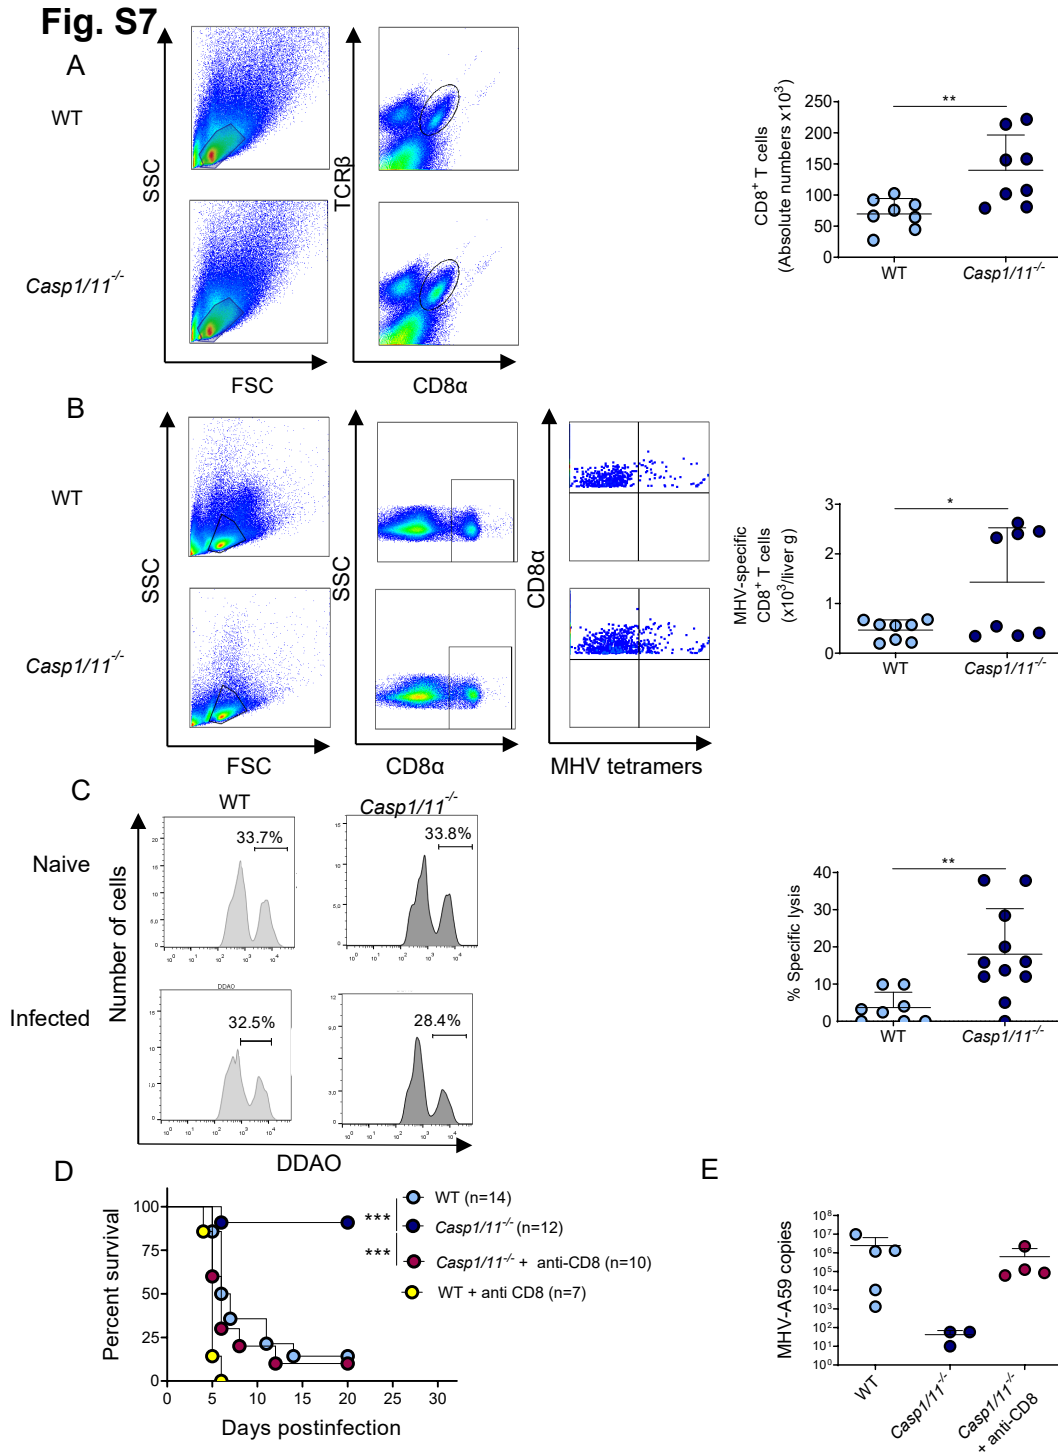 Fig. S7
A
WT
SSC
TCRβ
Casp1/11-/-
FSC
CD8α
CD8+ T cells
(Absolute numbers x10³)
250
200
150
100
50
0
**
WT
Casp1/11-/-
B
WT
SSC
SSC
CD8α
Casp1/11-/-
FSC
CD8α
MHV tetramers
MHV-specific
CD8+ T cells
(x10³/liver g)
3
2
1
0
*
WT
Casp1/11-/-
C
WT
Casp1/11-/-
Naive
33.7%
33.8%
Number of cells
DDAO
Infected
32.5%
28.4%
DDAO
% Specific lysis
40
30
20
10
0
**
WT
Casp1/11-/-
D
Percent survival
100
75
50
25
0
0 5 10 15 20 25 30
Days postinfection
***
***
WT (n=14)
Casp1/11-/- (n=12)
Casp1/11-/- + anti-CD8 (n=10)
WT + anti CD8 (n=7)
E
MHV-A59 copies
10⁸
10⁷
10⁶
10⁵
10⁴
10³
10²
10¹
10⁰
WT
Casp1/11-/-
Casp1/11-/-
+ anti-CD8